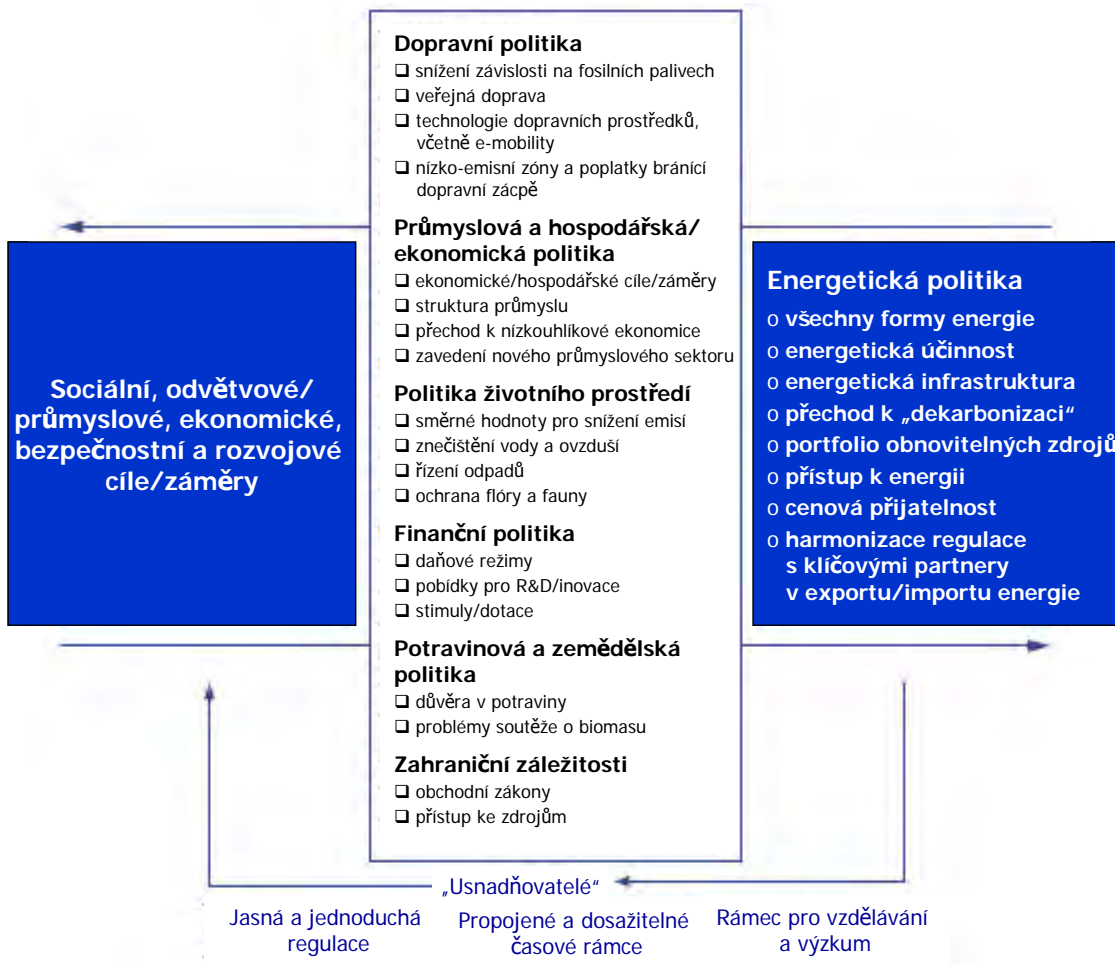 Dopravní politika
❑ snížení závislosti na fosilních palivech
❑ veřejná doprava
❑ technologie dopravních prostředků,
včetně e-mobility
❑ nízko-emisní zóny a poplatky bránící
dopravní zácpě
Průmyslová a hospodářská/
ekonomická politika
❑ ekonomické/hospodářské cíle/záměry
❑ struktura průmyslu
❑ přechod k nízkouhlíkové ekonomice
❑ zavedení nového průmyslového sektoru
Politika životního prostředí
❑ směrné hodnoty pro snížení emisí
❑ znečištění vody a ovzduší
❑ řízení odpadů
❑ ochrana flóry a fauny
Finanční politika
❑ daňové režimy
❑ pobídky pro R&D/inovace
❑ stimuly/dotace
Potravinová a zemědělská
politika
❑ důvěra v potraviny
❑ problémy soutěže o biomasu
Zahraniční záležitosti
❑ obchodní zákony
❑ přístup ke zdrojům
Sociální, odvětvové/
průmyslové, ekonomické,
bezpečnostní a rozvojové
cíle/záměry
Energetická politika
o všechny formy energie
o energetická účinnost
o energetická infrastruktura
o přechod k „dekarbonizaci“
o portfolio obnovitelných zdrojů
o přístup k energii
o cenová přijatelnost
o harmonizace regulace
s klíčovými partnery
v exportu/importu energie
„Usnadňovatelé“
Jasná a jednoduchá
regulace
Propojené a dosažitelné
časové rámce
Rámec pro vzdělávání
a výzkum